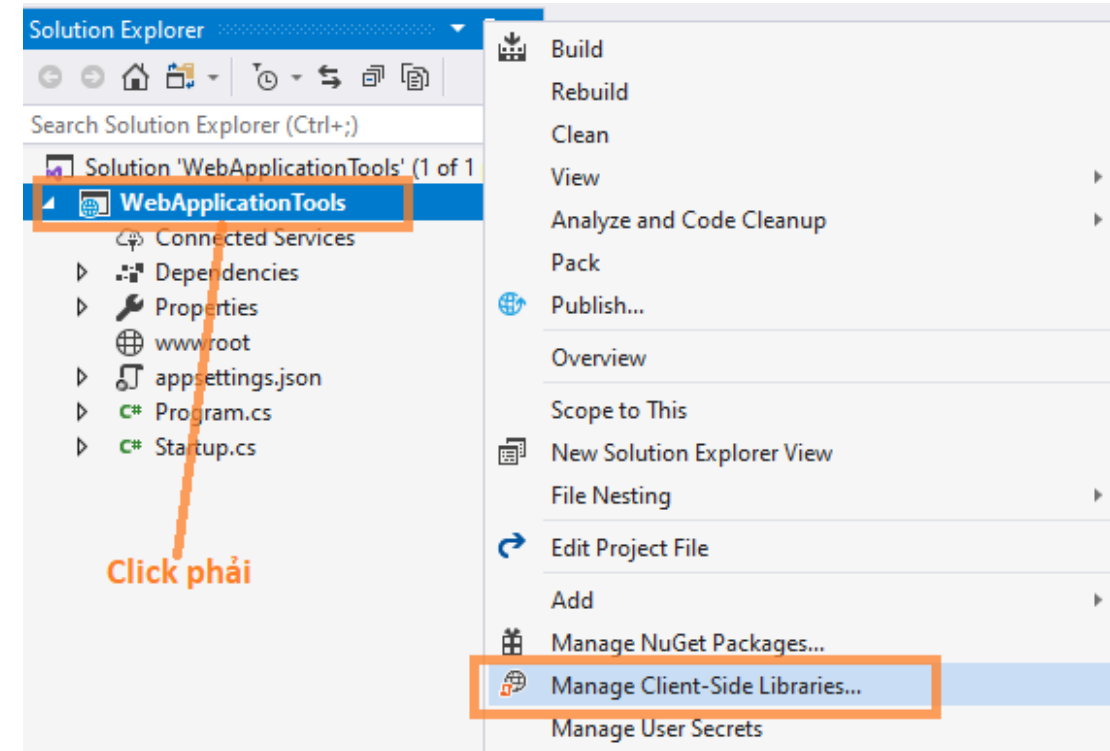 Solution Explorer
Search Solution Explorer (Ctrl+;)
Solution 'WebApplicationTools' (1 of 1
WebApplicationTools
Connected Services
Dependencies
Properties
wwwroot
appsettings.json
C# Program.cs
C# Startup.cs
Click phải
Build
Rebuild
Clean
View
Analyze and Code Cleanup
Pack
Publish...
Overview
Scope to This
New Solution Explorer View
File Nesting
Edit Project File
Add
Manage NuGet Packages...
Manage Client-Side Libraries...
Manage User Secrets